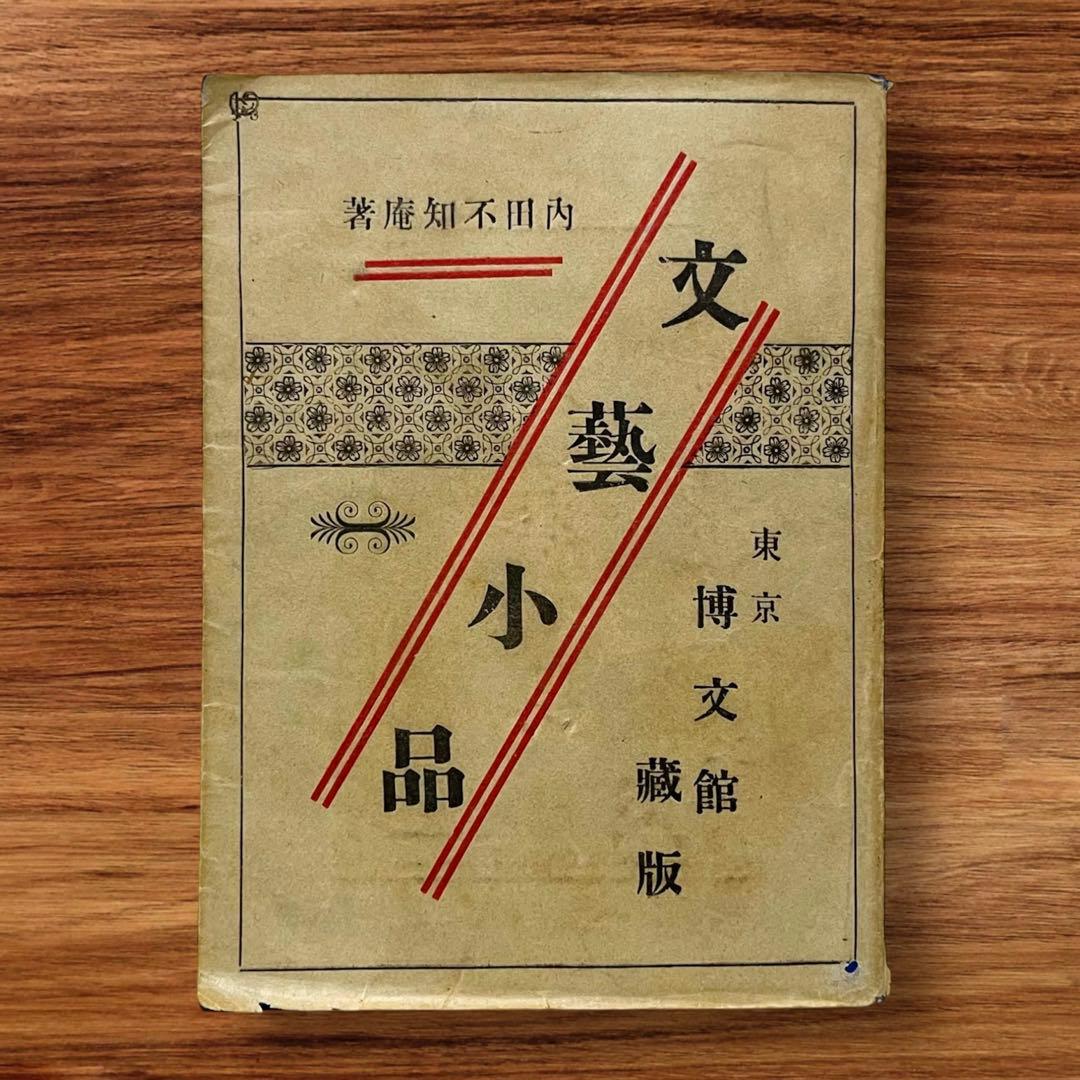 内田不知庵著
文藝小品
東京
博文館
藏版